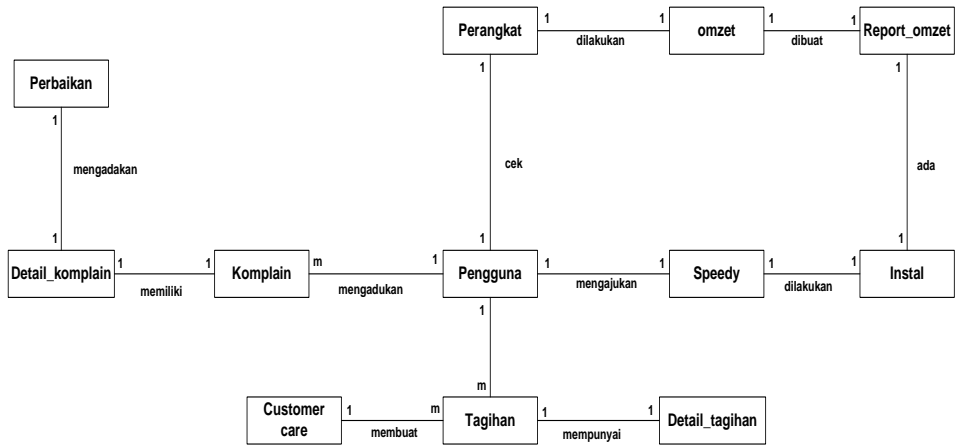 Perangkat 1 1 omzet 1 1 Report_omzet
dilakukan dibuat
1 1
Perbaikan
1
mengadakan
cek
ada
1 1 1
Detail_komplain 1 1 Komplain m 1 Pengguna 1 1 Speedy 1 1 Instal
memiliki mengadukan mengajukan dilakukan
1
m
Customer
care
1 m Tagihan 1 1 Detail_tagihan
membuat mempunyai